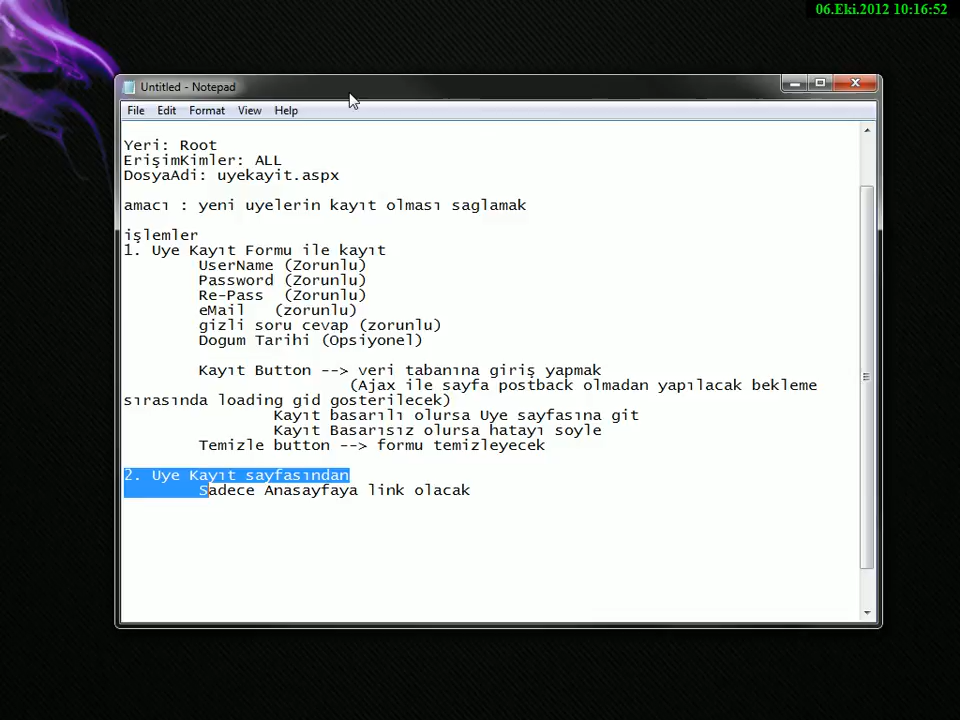 06.Eki.2012 10:16:52
Untitled - Notepad
File Edit Format View Help
Yeri: Root
ErişimKimler: ALL
DosyaAdi: uyekayit.aspx
amacı : yeni uyelerin kayıt olması saglamak
işlemler
1. Uye Kayıt Formu ile kayıt
UserName (Zorunlu)
Password (Zorunlu)
Re-Pass (Zorunlu)
eMail (zorunlu)
gizli soru cevap (zorunlu)
Dogum Tarihi (Opsiyonel)
Kayıt Button --> veri tabanına giriş yapmak
(Ajax ile sayfa postback olmadan yapılacak bekleme
sırasında loading gid gosterilecek)
Kayıt basarılı olursa Uye sayfasına git
Kayıt Basarısız olursa hatayı soyle
Temizle button --> formu temizleyecek
2. Uye Kayıt sayfasından
Sadece Anasayfaya link olacak